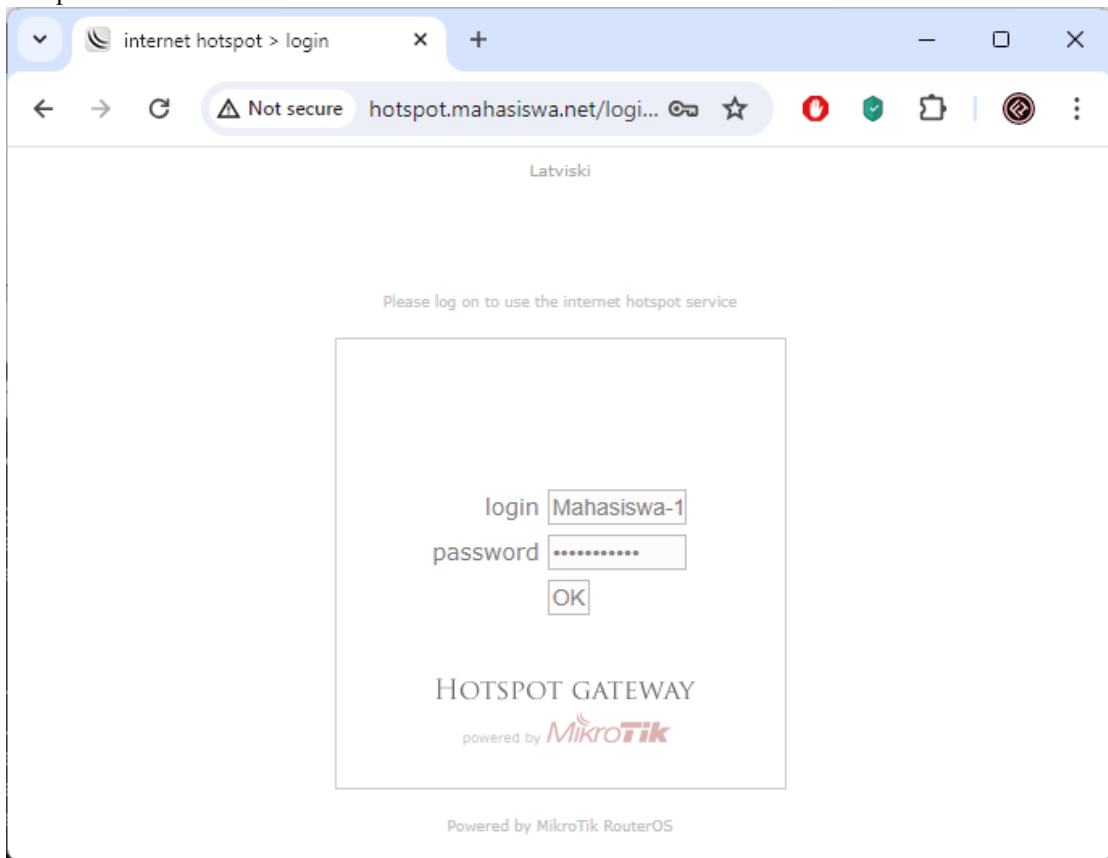 internet hotspot > login
Not secure hotspot.mahasiswa.net/logi...
Latviski
Please log on to use the internet hotspot service
login Mahasiswa-1
password •••••••••••
OK
HOTSPOT GATEWAY
powered by MikroTik
Powered by MikroTik RouterOS